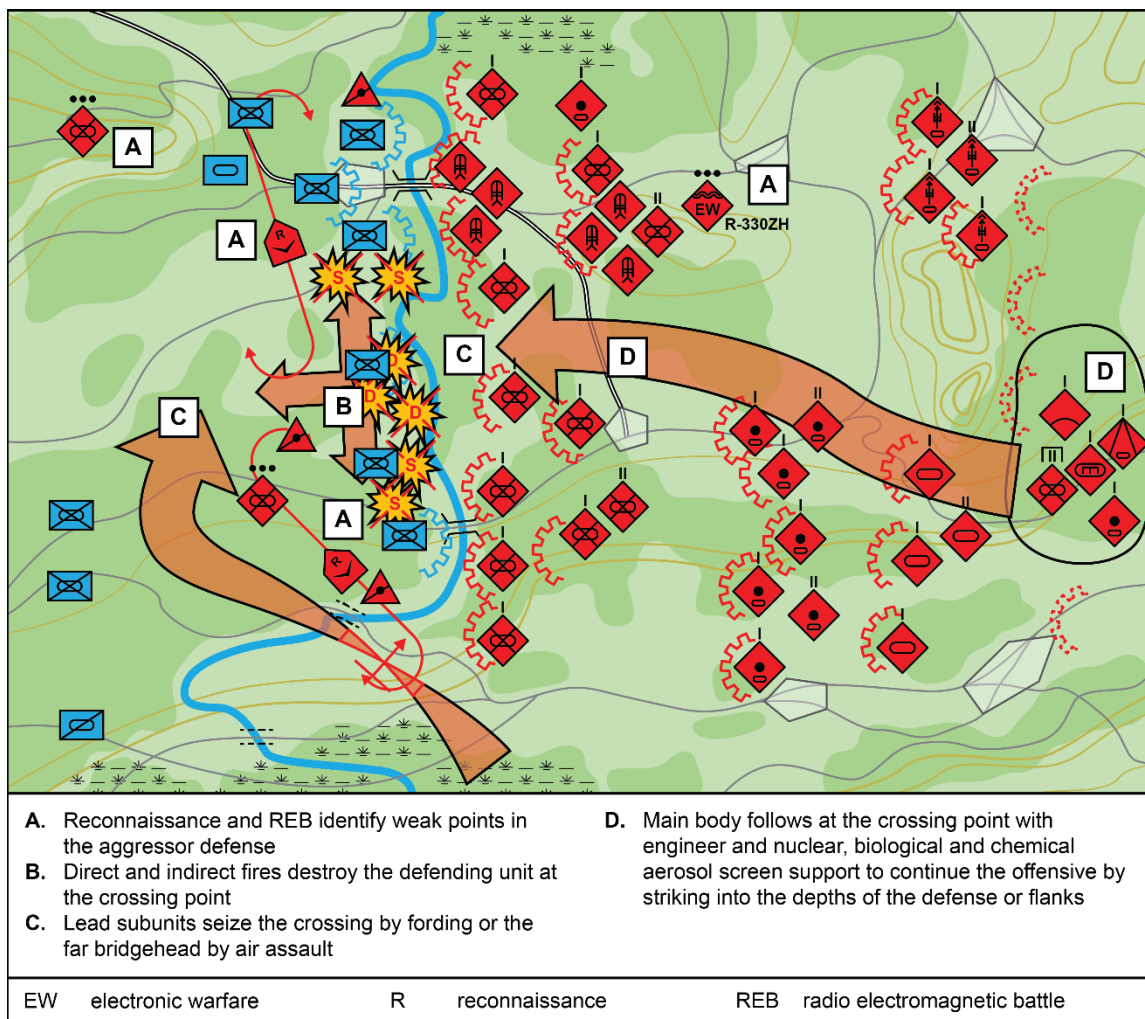 A
A
R
A
EW
R-330ZH
S
S
C
D
D
D
B
D
D
C
S
S
A
R
A. Reconnaissance and REB identify weak points in
the aggressor defense
B. Direct and indirect fires destroy the defending unit at
the crossing point
C. Lead subunits seize the crossing by fording or the
far bridgehead by air assault
D. Main body follows at the crossing point with
engineer and nuclear, biological and chemical
aerosol screen support to continue the offensive by
striking into the depths of the defense or flanks
EW electronic warfare R reconnaissance REB radio electromagnetic battle